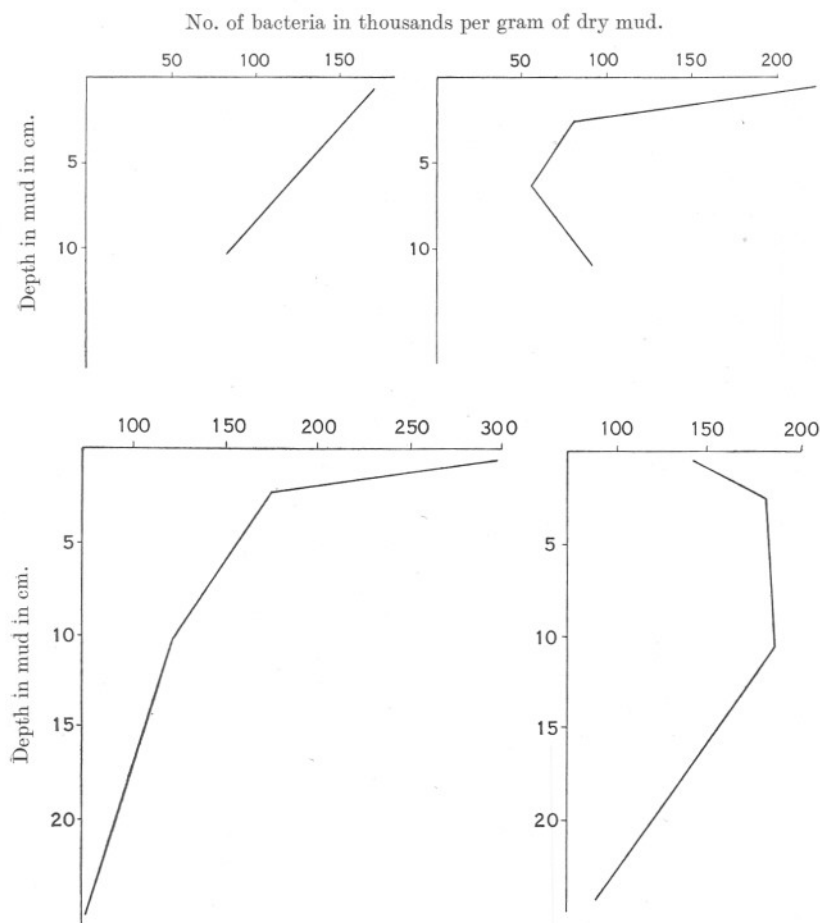 No. of bacteria in thousands per gram of dry mud.
50 100 150
50 100 150 200
Depth in mud in cm.
5
10
5
10
100 150 200 250 300
100 150 200
Depth in mud in cm.
5
10
15
20
5
10
15
20